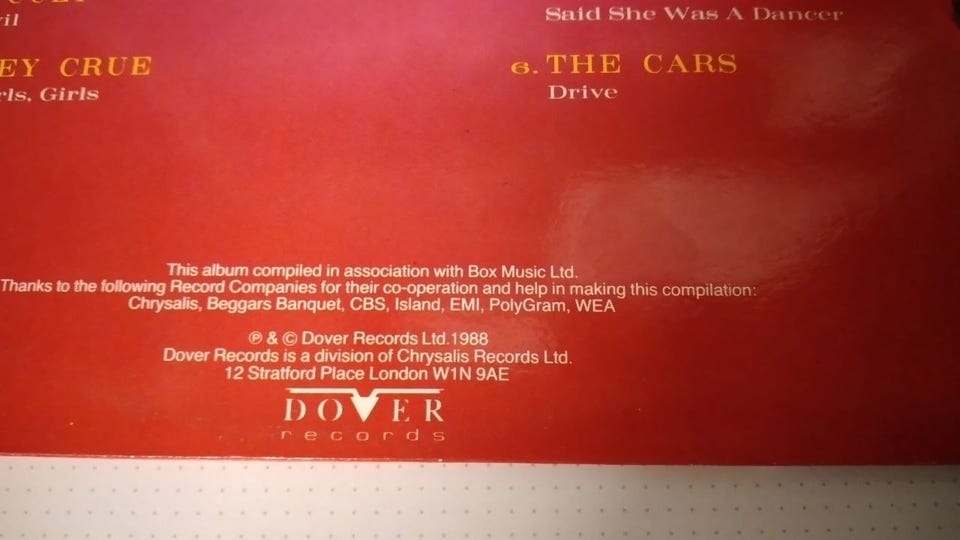 vil
Said She Was A Dancer
EY CRUE
6. THE CARS
rls, Girls
Drive
This album compiled in association with Box Music Ltd.
Thanks to the following Record Companies for their co-operation and help in making this compilation:
Chrysalis, Beggars Banquet, CBS, Island, EMI, PolyGram, WEA
℗ & © Dover Records Ltd.1988
Dover Records is a division of Chrysalis Records Ltd.
12 Stratford Place London W1N 9AE
DOVER
records